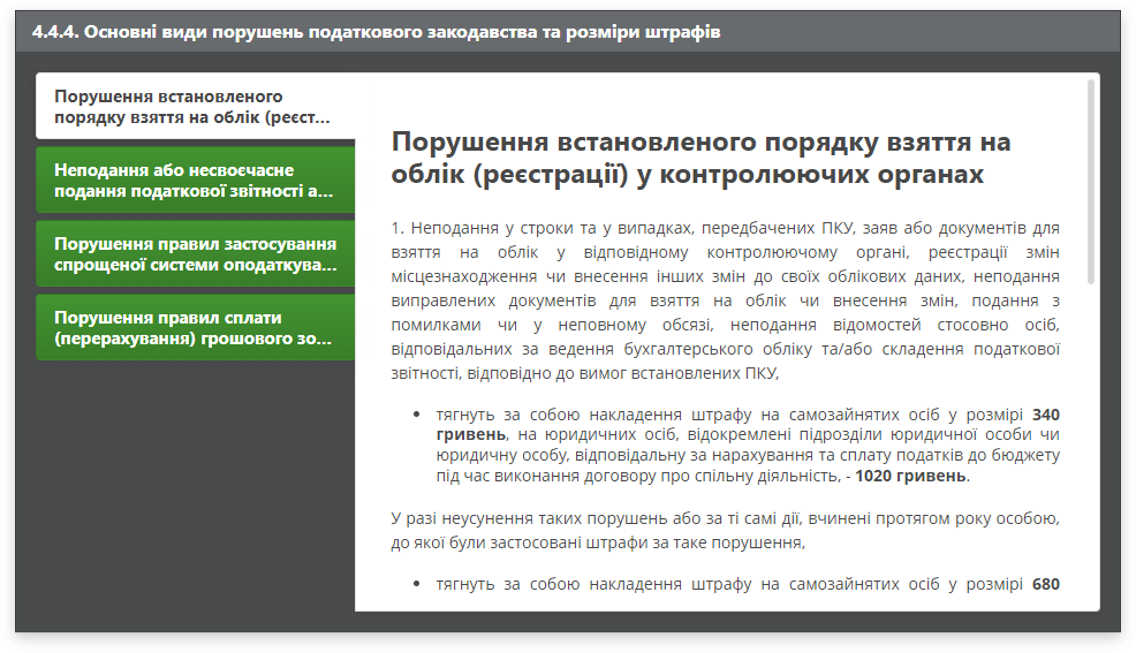 4.4.4. Основні види порушень податкового закодавства та розміри штрафів
Порушення встановленого
порядку взяття на облік (реєст...
Неподання або несвоєчасне
подання податкової звітності а...
Порушення правил застосування
спрощеної системи оподаткува...
Порушення правил сплати
(перерахування) грошового зо...
Порушення встановленого порядку взяття на
облік (реєстрації) у контролюючих органах
1. Неподання у строки та у випадках, передбачених ПКУ, заяв або документів для
взяття на облік у відповідному контролюючому органі, реєстрації змін
місцезнаходження чи внесення інших змін до своїх облікових даних, неподання
виправлених документів для взяття на облік чи внесення змін, подання з
помилками чи у неповному обсязі, неподання відомостей стосовно осіб,
відповідальних за ведення бухгалтерського обліку та/або складення податкової
звітності, відповідно до вимог встановлених ПКУ,
• тягнуть за собою накладення штрафу на самозайнятих осіб у розмірі 340
гривень, на юридичних осіб, відокремлені підрозділи юридичної особи чи
юридичну особу, відповідальну за нарахування та сплату податків до бюджету
під час виконання договору про спільну діяльність, - 1020 гривень.
У разі неусунення таких порушень або за ті самі дії, вчинені протягом року особою,
до якої були застосовані штрафи за таке порушення,
• тягнуть за собою накладення штрафу на самозайнятих осіб у розмірі 680